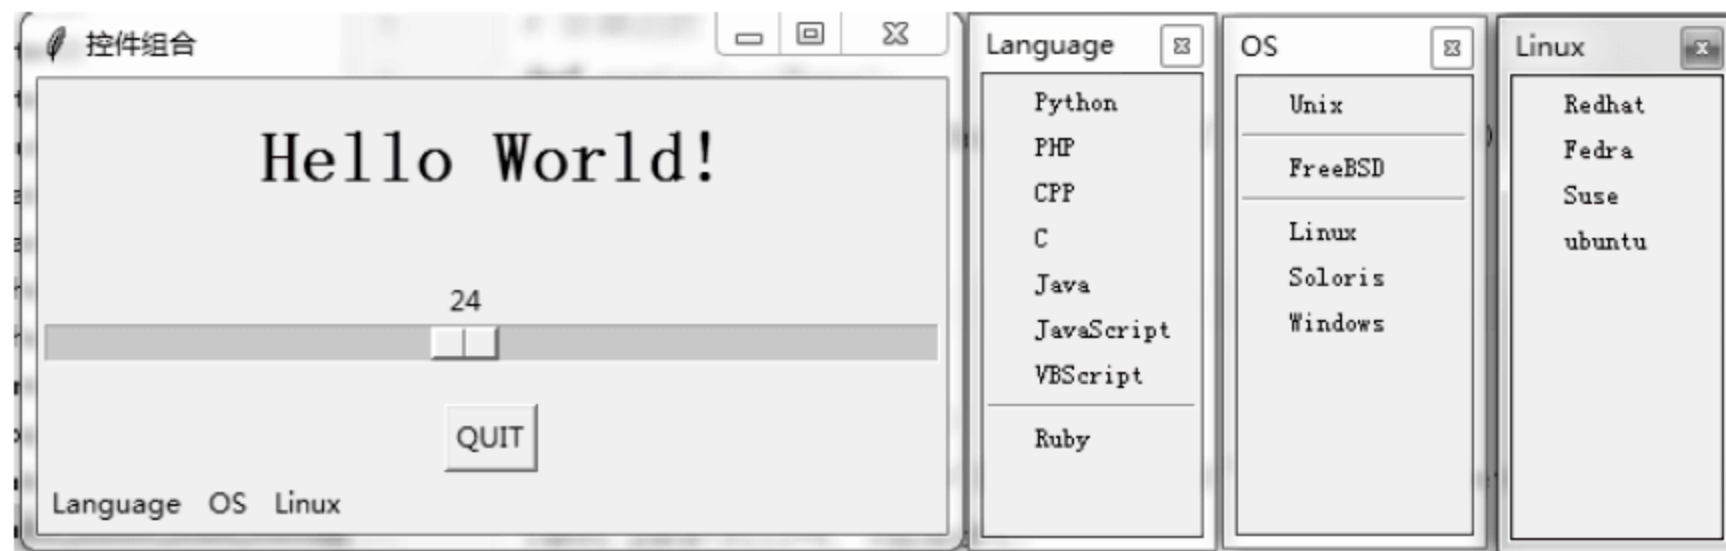 控件组合
Hello World!
24
QUIT
Language OS Linux
Language
Python
PHP
CPP
C
Java
JavaScript
VBScript
Ruby
OS
Unix
FreeBSD
Linux
Soloris
Windows
Linux
Redhat
Fedra
Suse
ubuntu